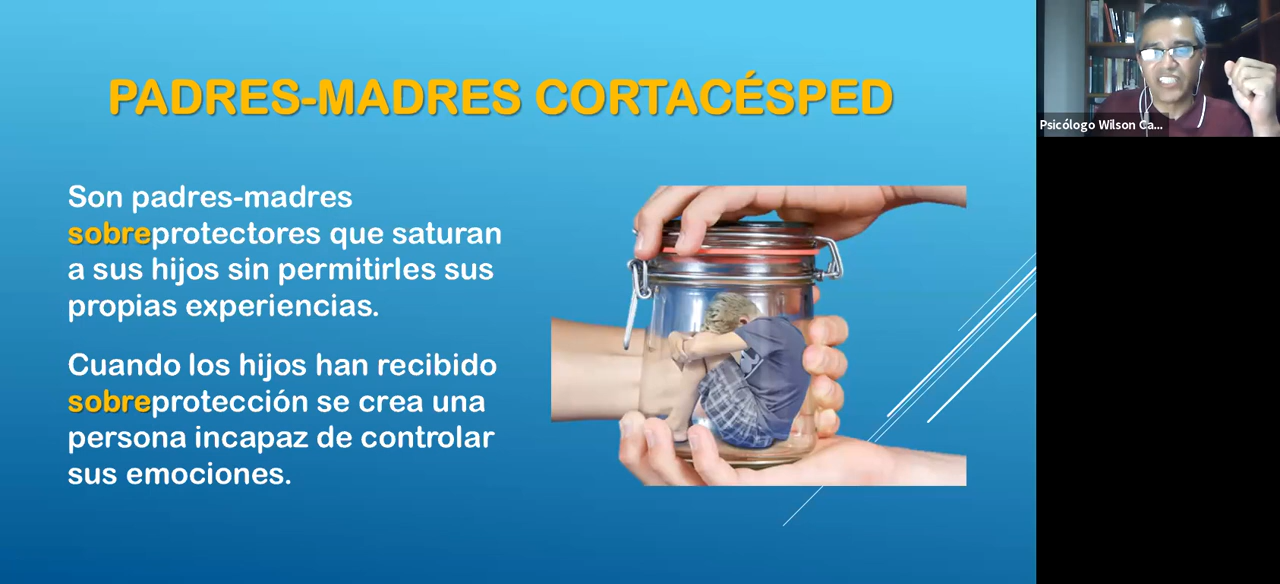 PADRES-MADRES CORTACÉSPED
Son padres-madres
sobreprotectores que saturan
a sus hijos sin permitirles sus
propias experiencias.
Cuando los hijos han recibido
sobreprotección se crea una
persona incapaz de controlar
sus emociones.
Psicólogo Wilson Ca...